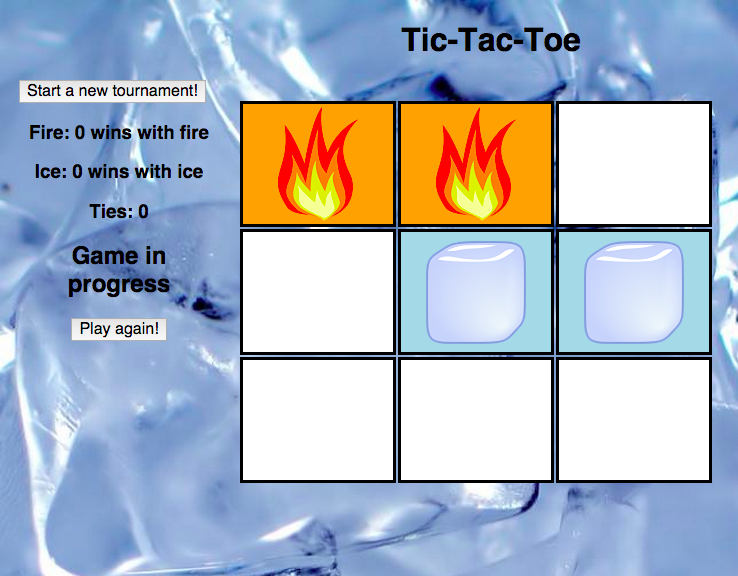 Tic-Tac-Toe
Start a new tournament!
Fire: 0 wins with fire
Ice: 0 wins with ice
Ties: 0
Game in
progress
Play again!